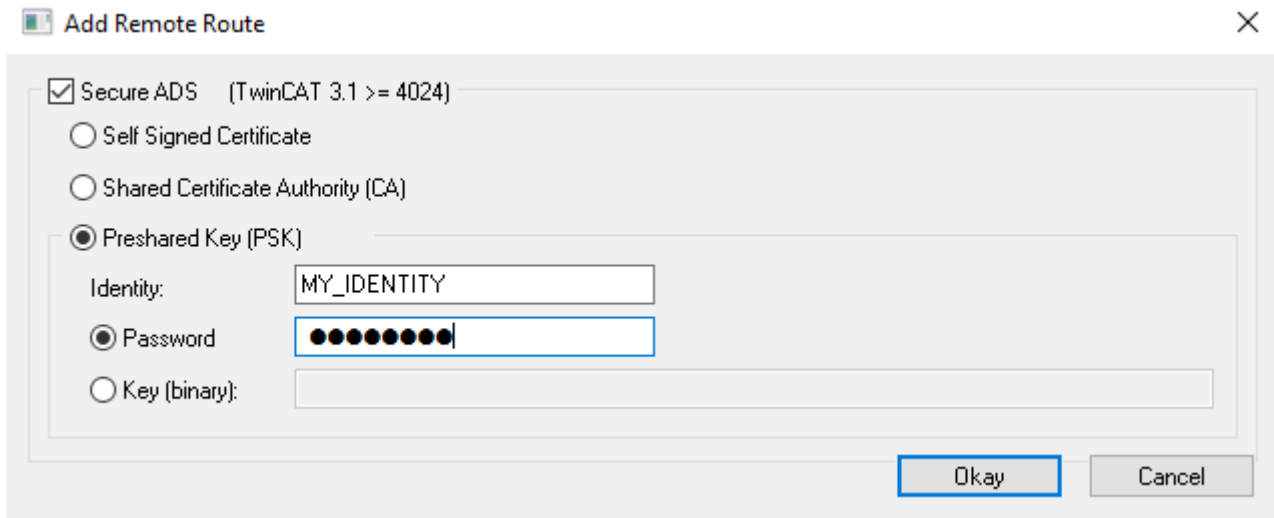 Add Remote Route
Secure ADS (TwinCAT 3.1 >= 4024)
Self Signed Certificate
Shared Certificate Authority (CA)
Preshared Key (PSK)
Identity: MY_IDENTITY
Password ●●●●●●●●
Key (binary):
Okay Cancel